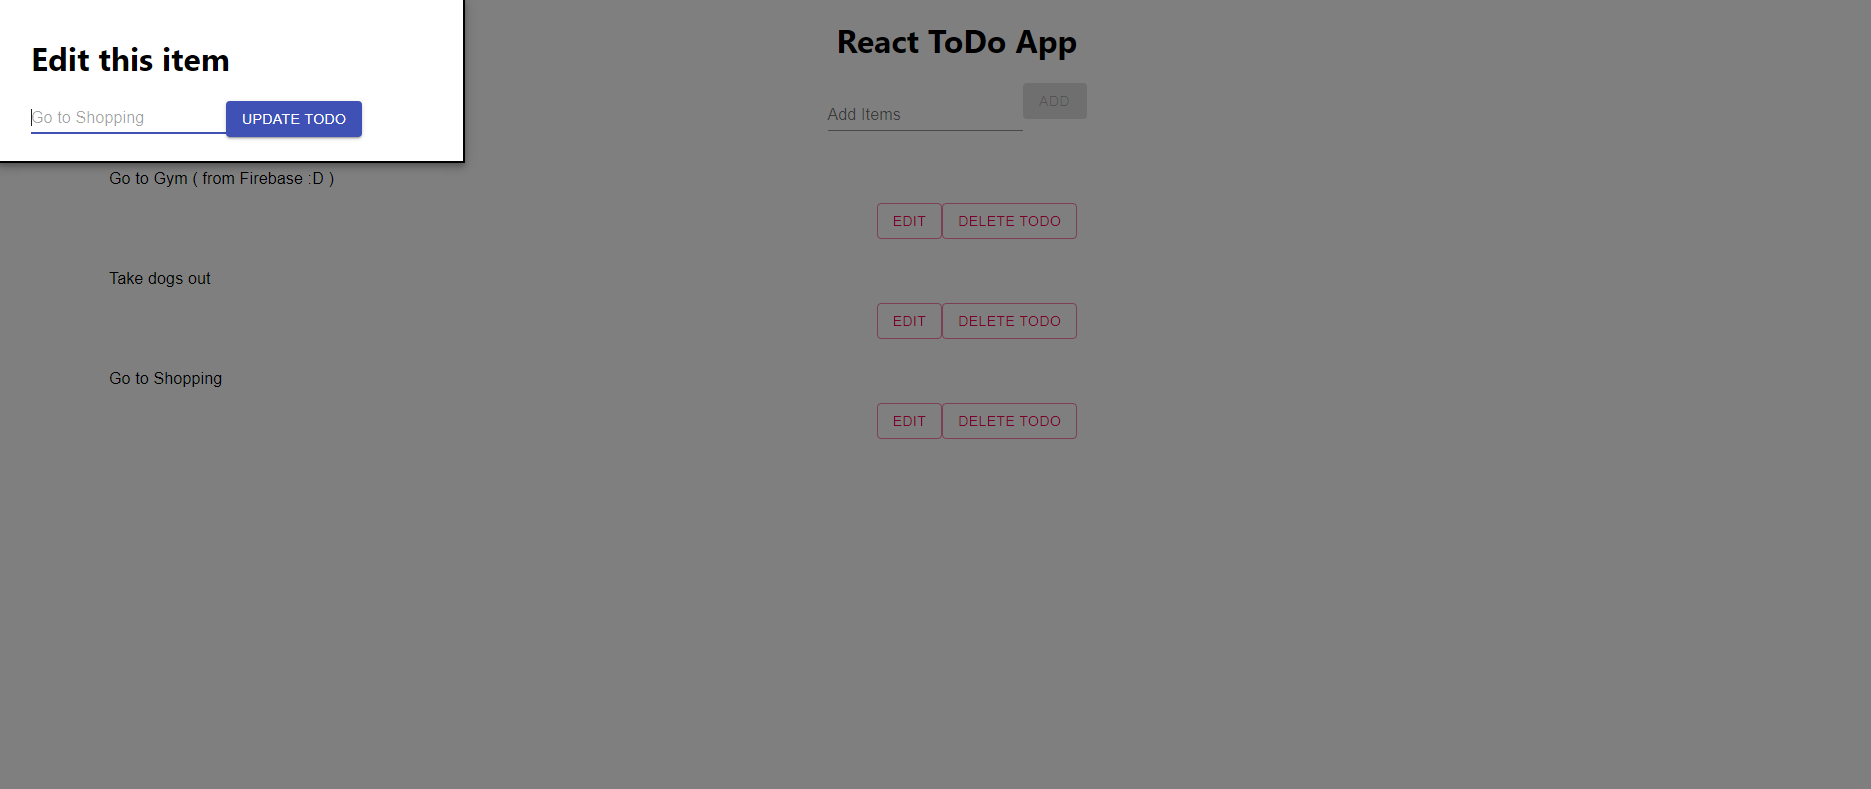 Edit this item
Go to Shopping
UPDATE TODO
React ToDo App
Add Items
ADD
Go to Gym ( from Firebase :D )
EDIT
DELETE TODO
Take dogs out
EDIT
DELETE TODO
Go to Shopping
EDIT
DELETE TODO